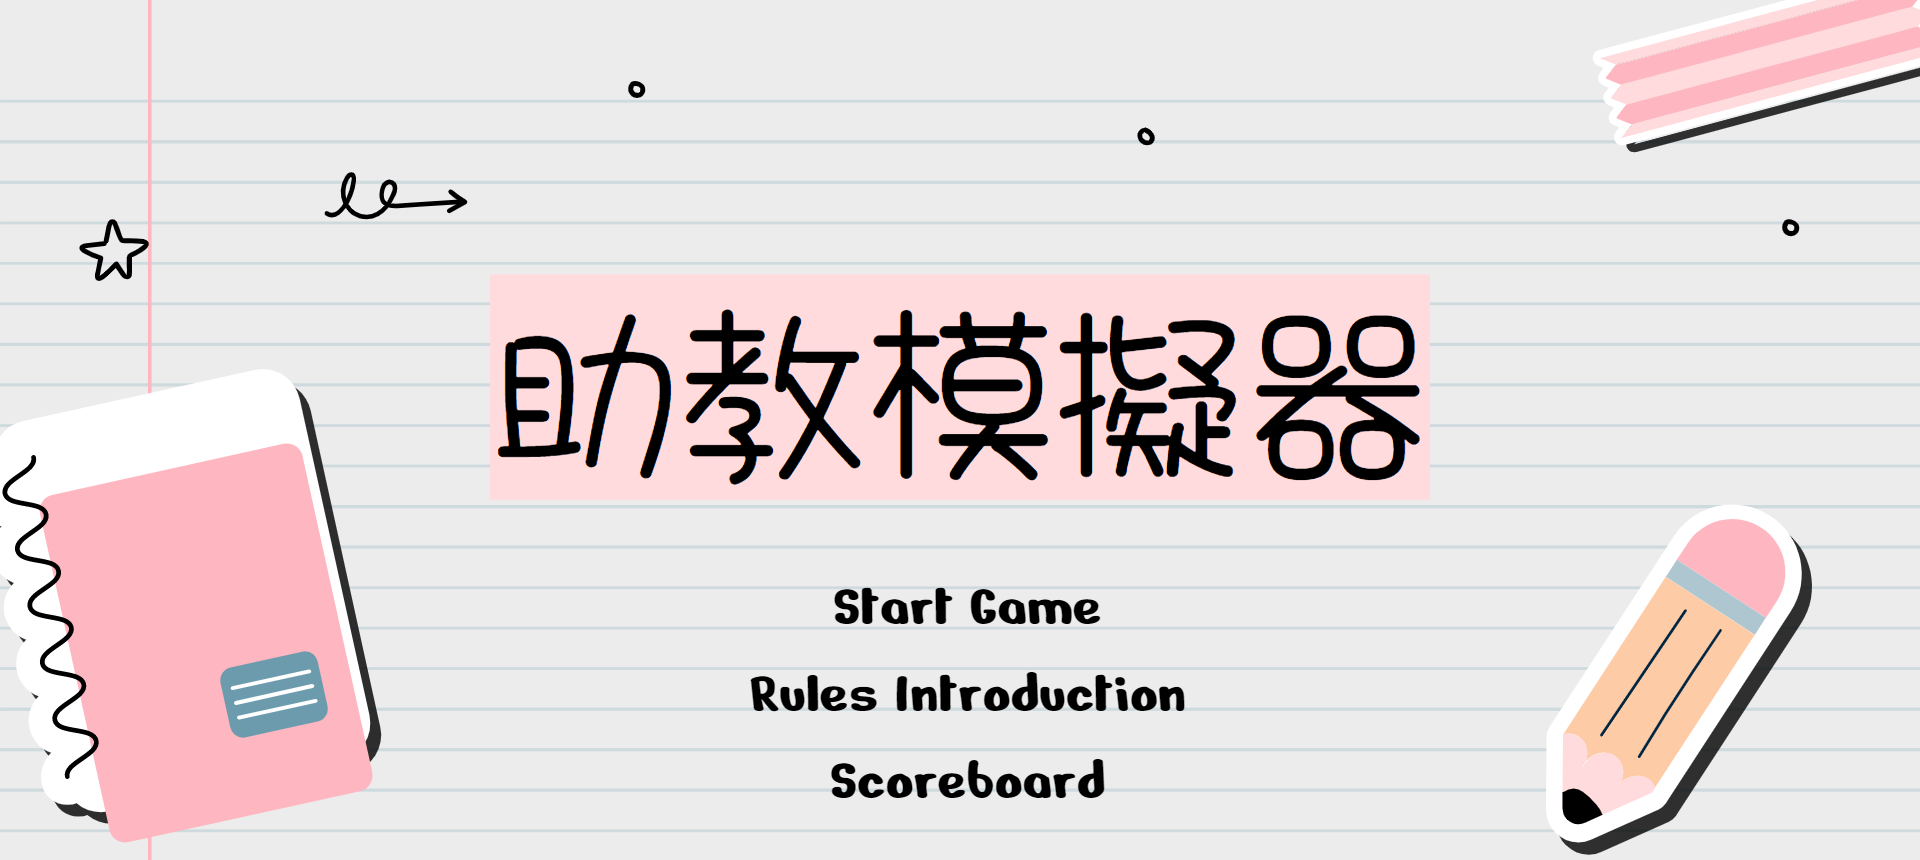 助教模擬器
Start Game
Rules Introduction
Scoreboard